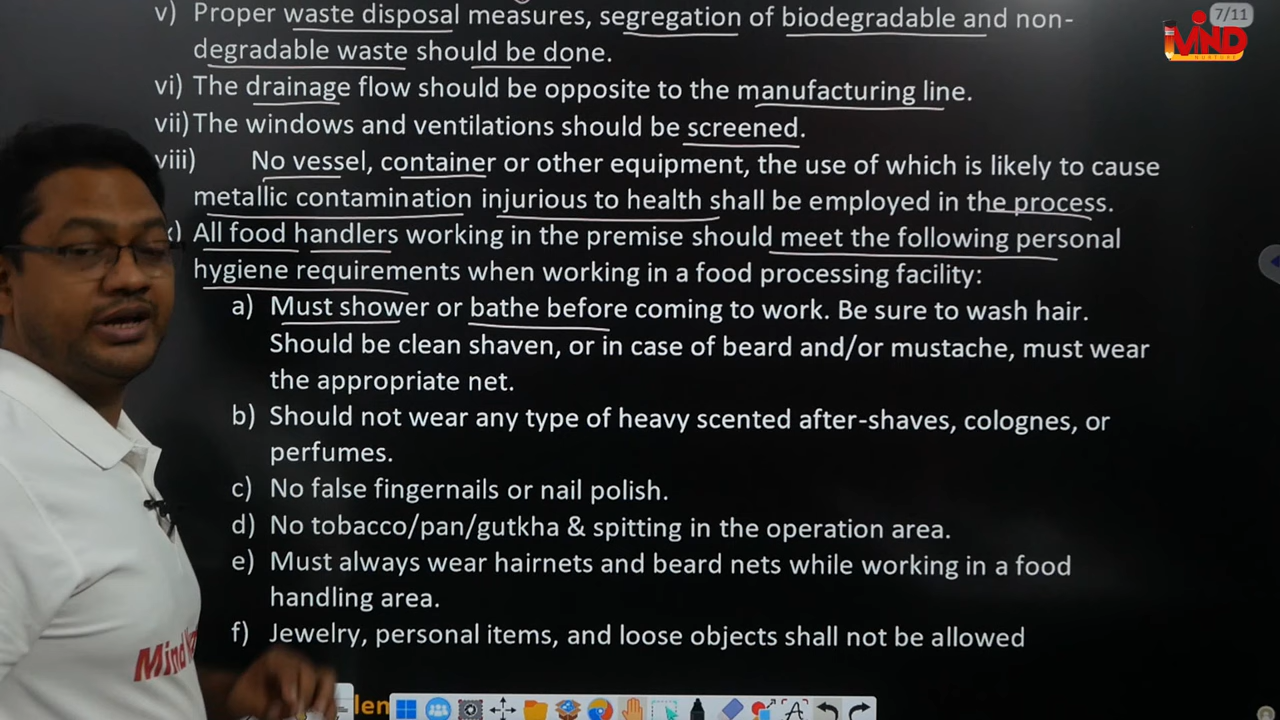 v) Proper waste disposal measures, segregation of biodegradable and non-
degradable waste should be done.
7/11
MIND
NURTURE
vi) The drainage flow should be opposite to the manufacturing line.
vii) The windows and ventilations should be screened.
viii) No vessel, container or other equipment, the use of which is likely to cause
metallic contamination injurious to health shall be employed in the process.
x) All food handlers working in the premise should meet the following personal
hygiene requirements when working in a food processing facility:
a) Must shower or bathe before coming to work. Be sure to wash hair.
Should be clean shaven, or in case of beard and/or mustache, must wear
the appropriate net.
b) Should not wear any type of heavy scented after-shaves, colognes, or
perfumes.
c) No false fingernails or nail polish.
d) No tobacco/pan/gutkha & spitting in the operation area.
e) Must always wear hairnets and beard nets while working in a food
handling area.
f) Jewelry, personal items, and loose objects shall not be allowed
Mind
lem